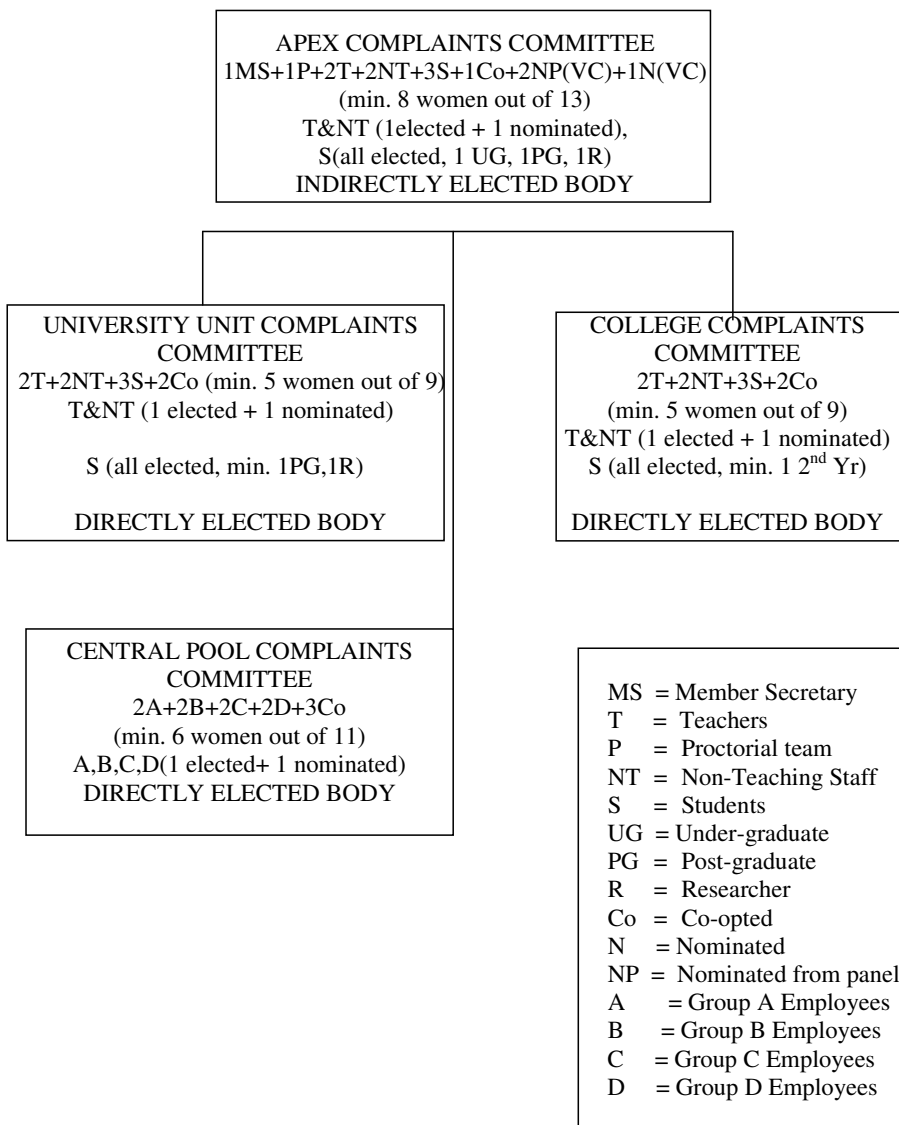 APEX COMPLAINTS COMMITTEE
1MS+1P+2T+2NT+3S+1Co+2NP(VC)+1N(VC)
(min. 8 women out of 13)
T&NT (1elected + 1 nominated),
S(all elected, 1 UG, 1PG, 1R)
INDIRECTLY ELECTED BODY
UNIVERSITY UNIT COMPLAINTS
COMMITTEE
2T+2NT+3S+2Co (min. 5 women out of 9)
T&NT (1 elected + 1 nominated)
S (all elected, min. 1PG,1R)
DIRECTLY ELECTED BODY
COLLEGE COMPLAINTS
COMMITTEE
2T+2NT+3S+2Co
(min. 5 women out of 9)
T&NT (1 elected + 1 nominated)
S (all elected, min. 1 2nd Yr)
DIRECTLY ELECTED BODY
CENTRAL POOL COMPLAINTS
COMMITTEE
2A+2B+2C+2D+3Co
(min. 6 women out of 11)
A,B,C,D(1 elected+ 1 nominated)
DIRECTLY ELECTED BODY
MS = Member Secretary
T = Teachers
P = Proctorial team
NT = Non-Teaching Staff
S = Students
UG = Under-graduate
PG = Post-graduate
R = Researcher
Co = Co-opted
N = Nominated
NP = Nominated from panel
A = Group A Employees
B = Group B Employees
C = Group C Employees
D = Group D Employees